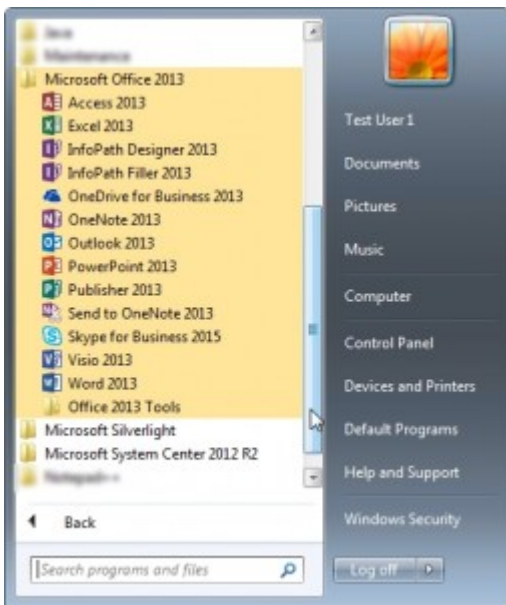 Microsoft Office 2013
Access 2013
Excel 2013
InfoPath Designer 2013
InfoPath Filler 2013
OneDrive for Business 2013
OneNote 2013
Outlook 2013
PowerPoint 2013
Publisher 2013
Send to OneNote 2013
Skype for Business 2015
Visio 2013
Word 2013
Office 2013 Tools
Microsoft Silverlight
Microsoft System Center 2012 R2
Back
Search programs and files
Test User1
Documents
Pictures
Music
Computer
Control Panel
Devices and Printers
Default Programs
Help and Support
Windows Security
Log off